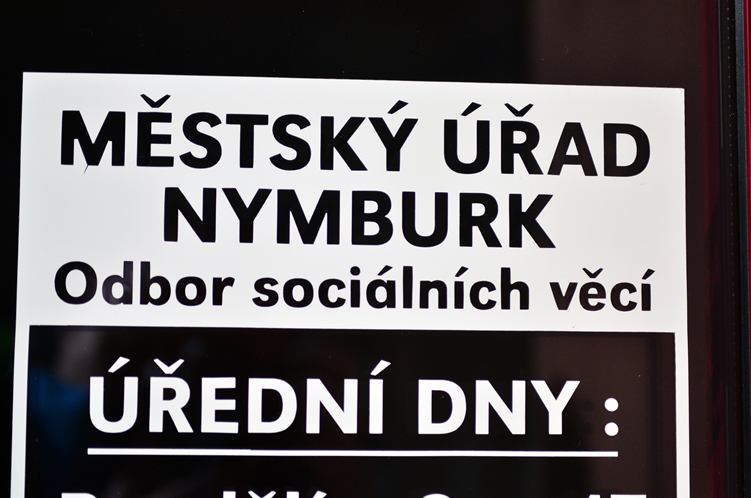 MĚSTSKÝ ÚŘAD
NYMBURK
Odbor sociálních věcí
ÚŘEDNÍ DNY :